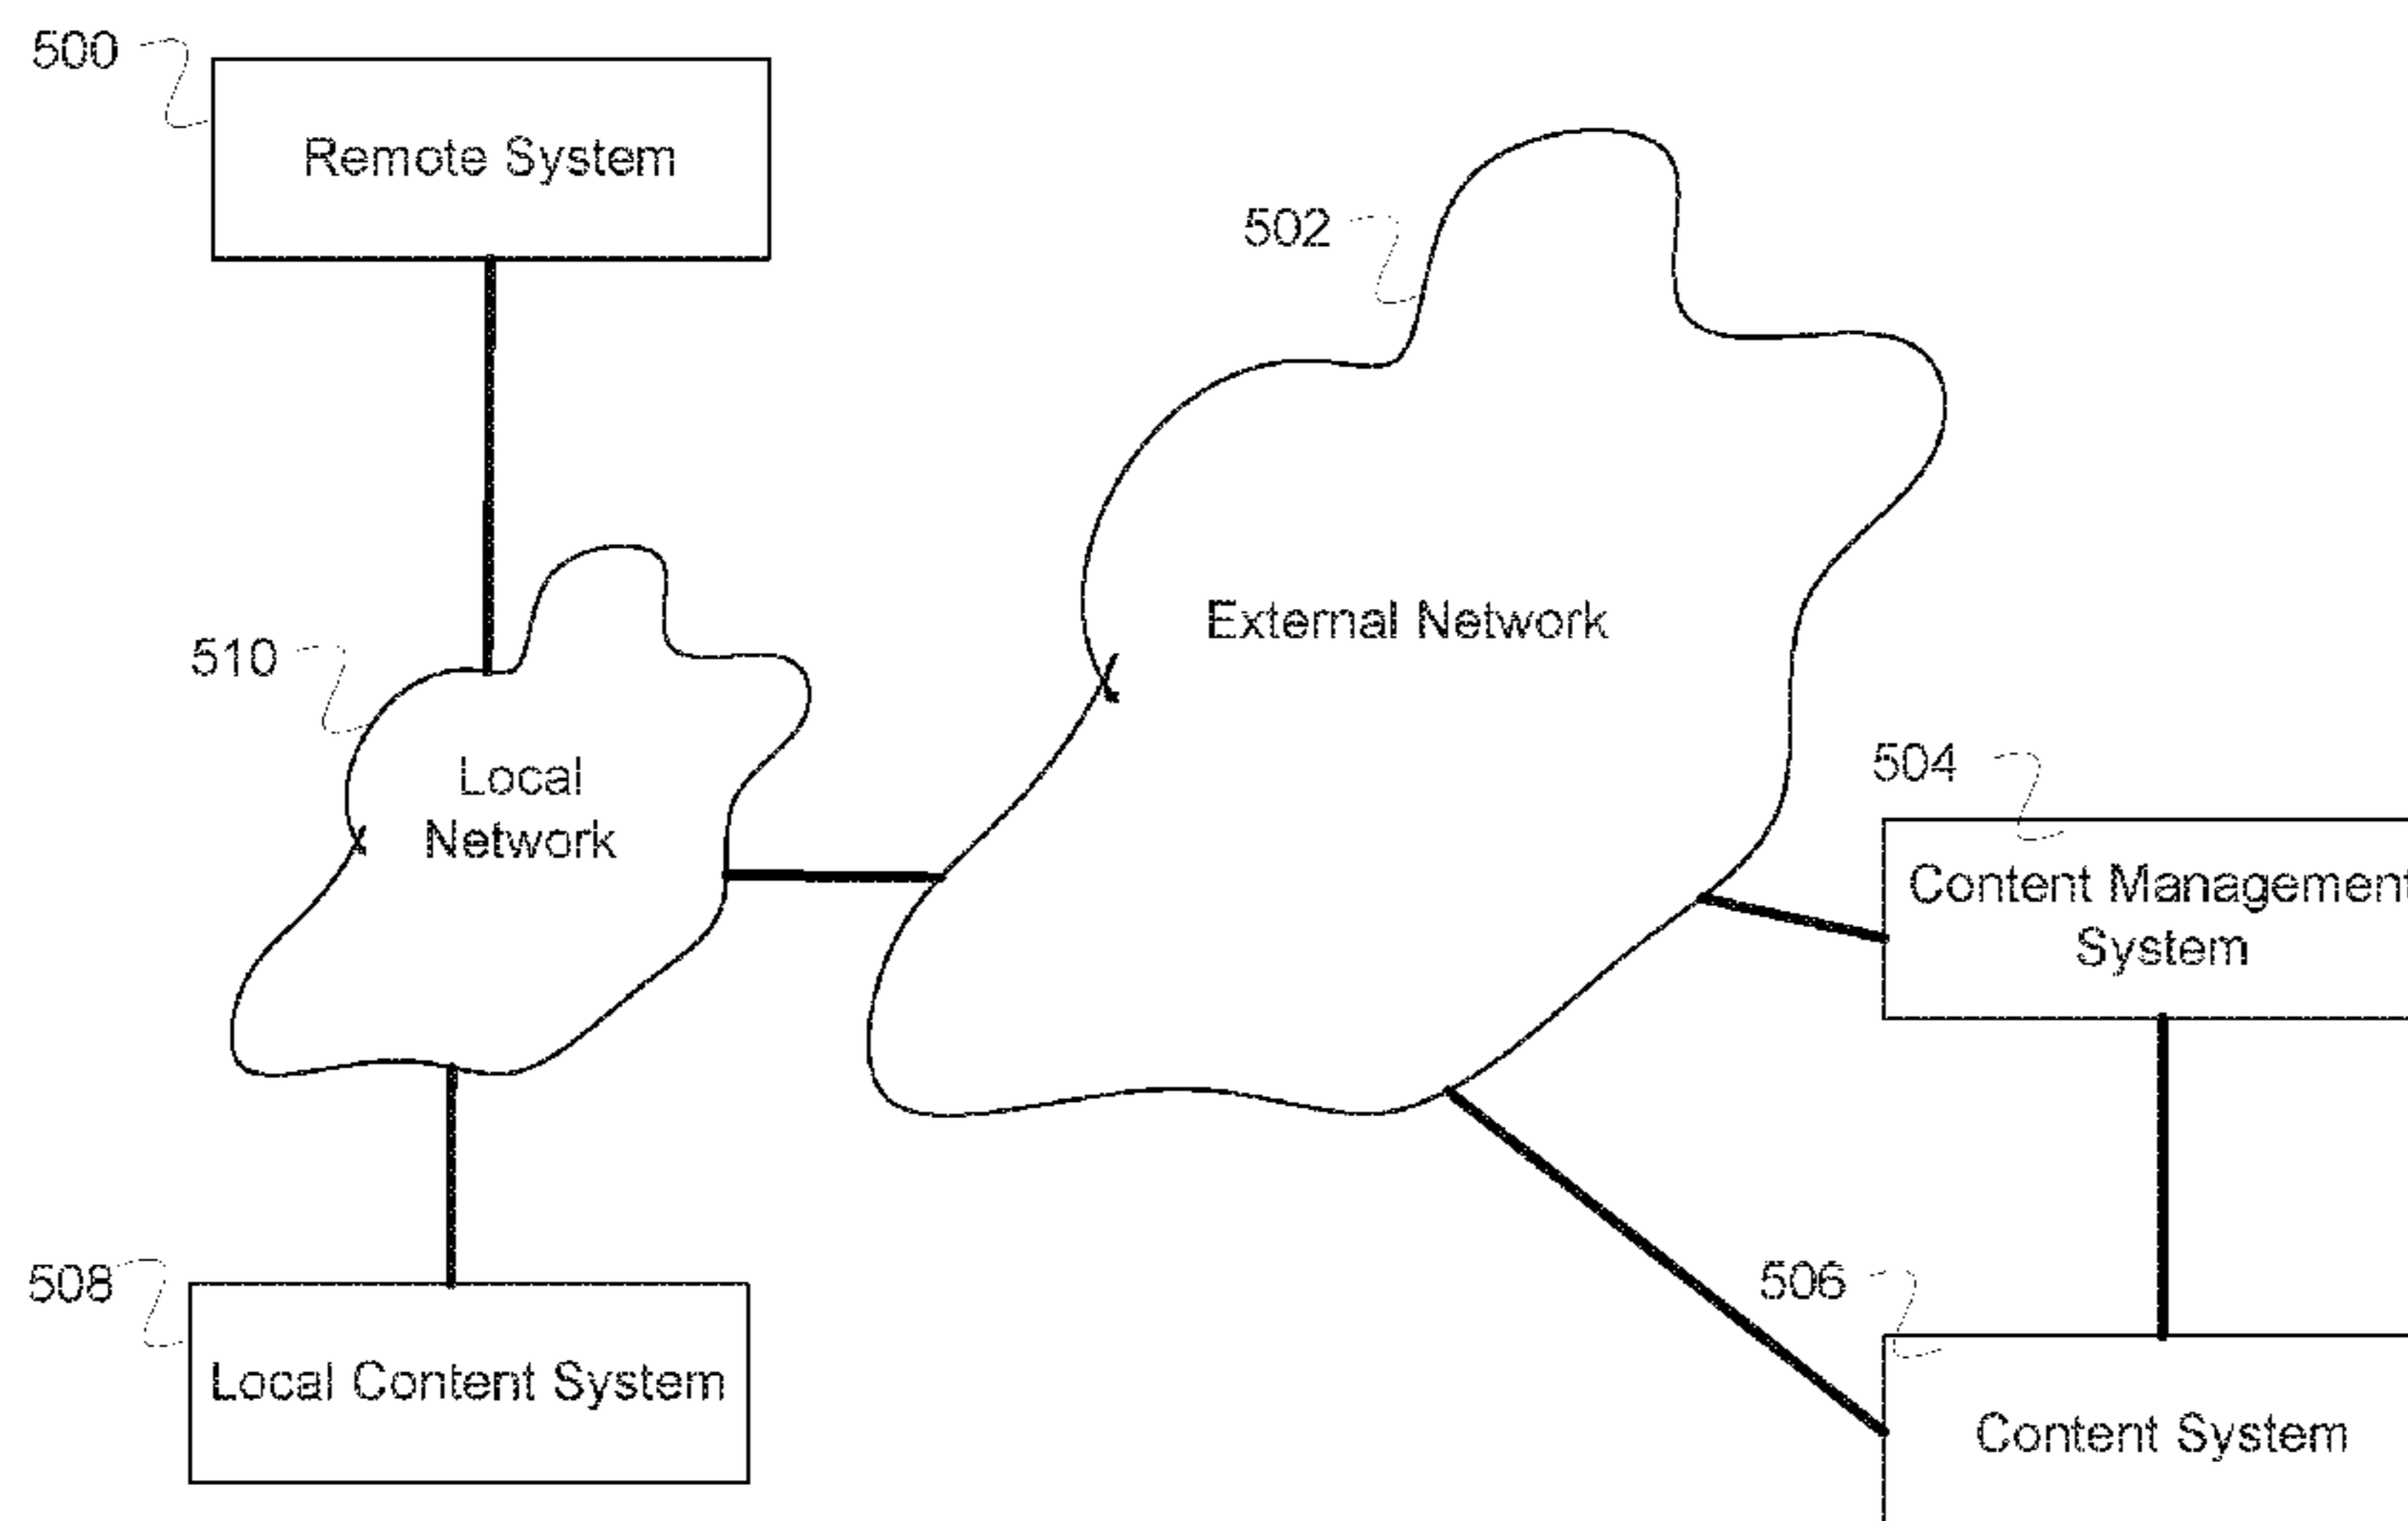 500
Remote System
502
External Network
510
Local
Network
504
Content Management
System
508
Local Content System
506
Content System